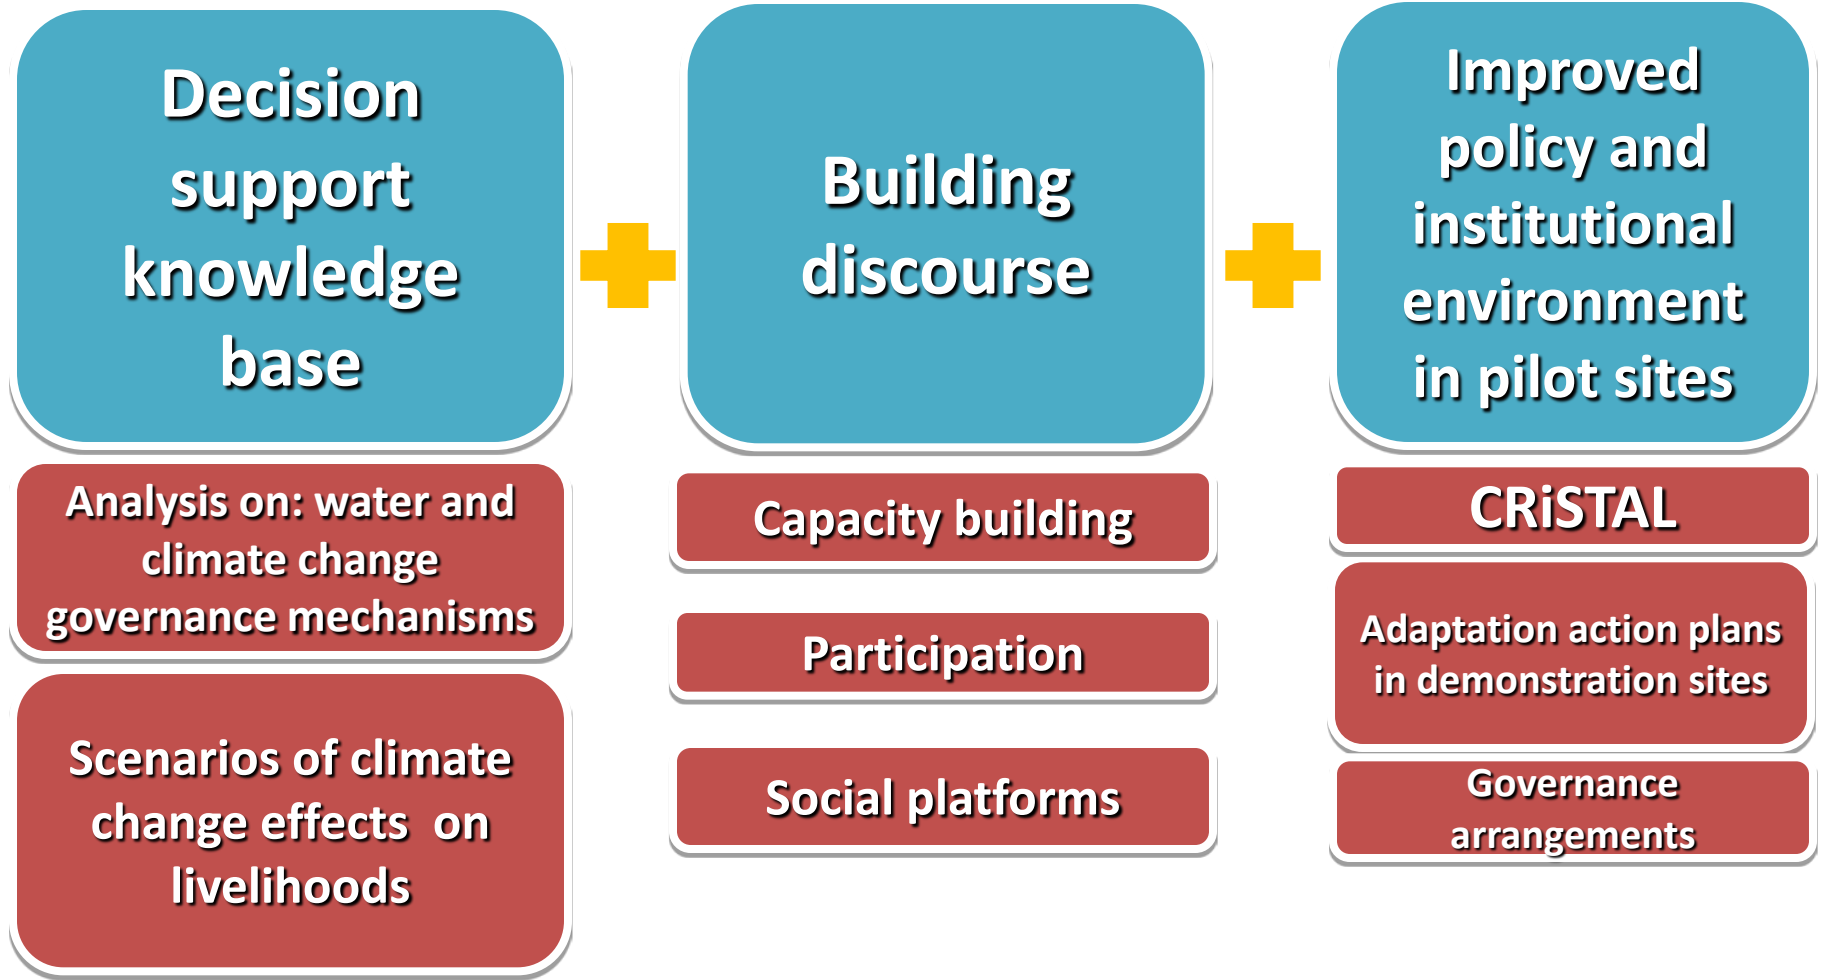 Decision
support
knowledge
base
Analysis on: water and
climate change
governance mechanisms
Scenarios of climate
change effects  on
livelihoods
Building
discourse
Capacity building
Participation
Social platforms
Improved
policy and
institutional
environment
in pilot sites
CRiSTAL
Adaptation action plans
in demonstration sites
Governance
arrangements